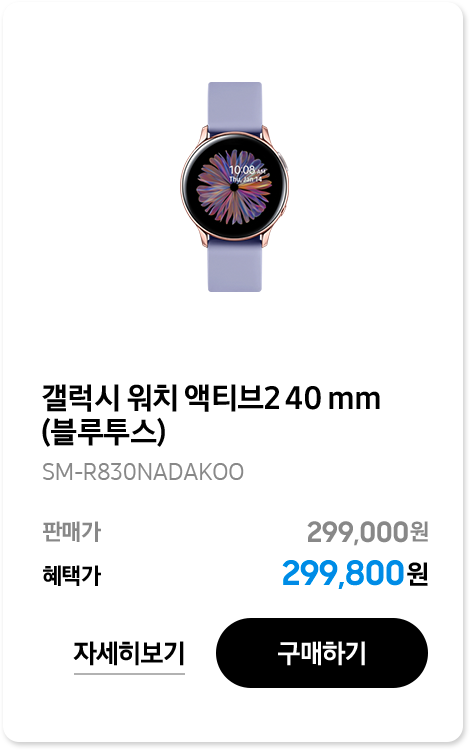 10:08 AM
Thu, Jan 14
갤럭시 워치 액티브2 40 mm
(블루투스)
SM-R830NADAKOO
판매가 299,000원
혜택가 299,800원
자세히보기 구매하기